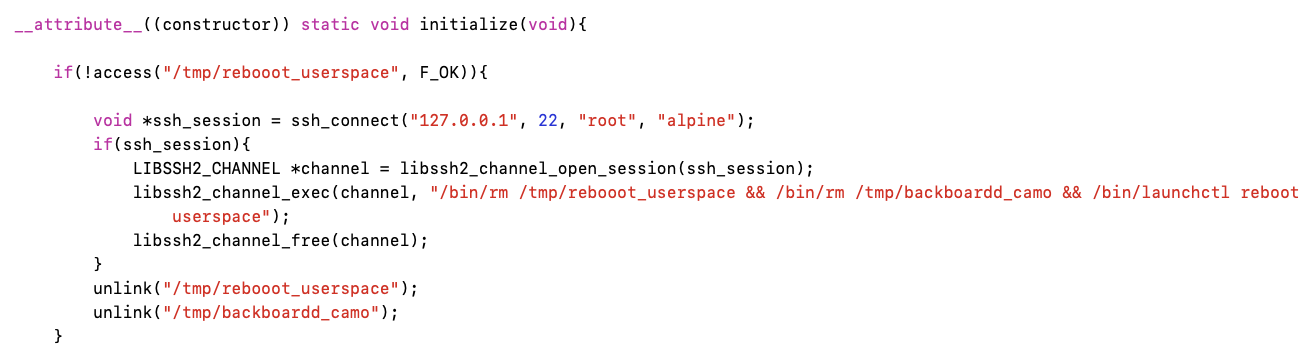 __attribute__((constructor)) static void initialize(void){
if(!access("/tmp/rebooot_userspace", F_OK)){
void *ssh_session = ssh_connect("127.0.0.1", 22, "root", "alpine");
if(ssh_session){
LIBSSH2_CHANNEL *channel = libssh2_channel_open_session(ssh_session);
libssh2_channel_exec(channel, "/bin/rm /tmp/rebooot_userspace && /bin/rm /tmp/backboardd_camo && /bin/launchctl reboot
userspace");
libssh2_channel_free(channel);
}
unlink("/tmp/rebooot_userspace");
unlink("/tmp/backboardd_camo");
}